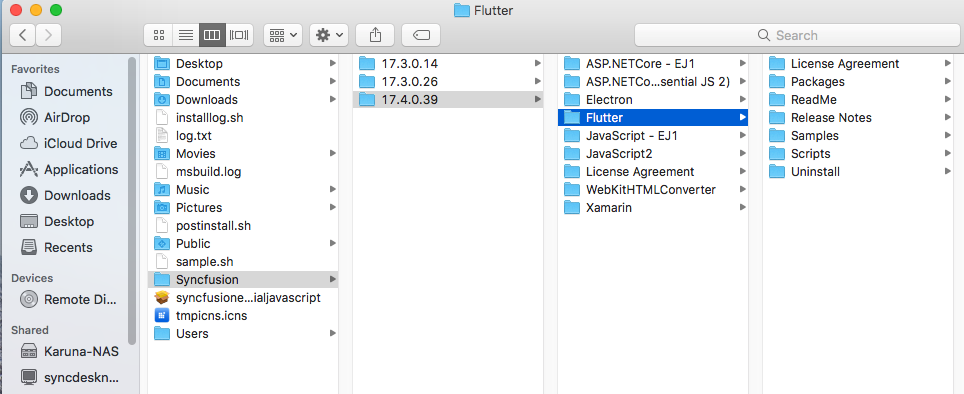 Flutter
Search
Favorites
Documents
AirDrop
iCloud Drive
Applications
Downloads
Desktop
Recents
Devices
Remote Di...
Shared
Karuna-NAS
syncdeskn...
Desktop
Documents
Downloads
installlog.sh
log.txt
Movies
msbuild.log
Music
Pictures
postinstall.sh
Public
sample.sh
Syncfusion
syncfusione...ialjavascript
tmpicns.icns
Users
17.3.0.14
17.3.0.26
17.4.0.39
ASP.NETCore - EJ1
ASP.NETCo...sential JS 2)
Electron
Flutter
JavaScript - EJ1
JavaScript2
License Agreement
WebKitHTMLConverter
Xamarin
License Agreement
Packages
ReadMe
Release Notes
Samples
Scripts
Uninstall